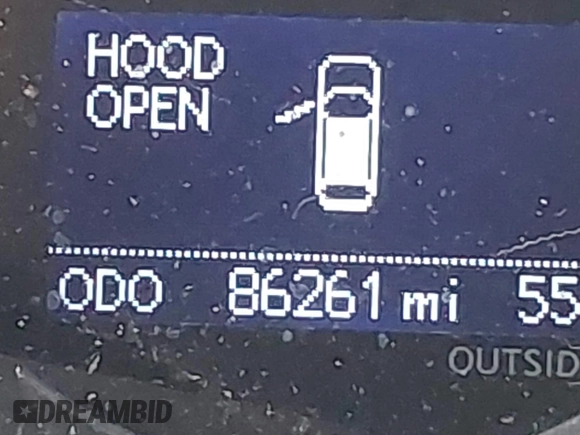 HOOD
OPEN
ODO 86261 mi 55
OUTSID
DREAMBID